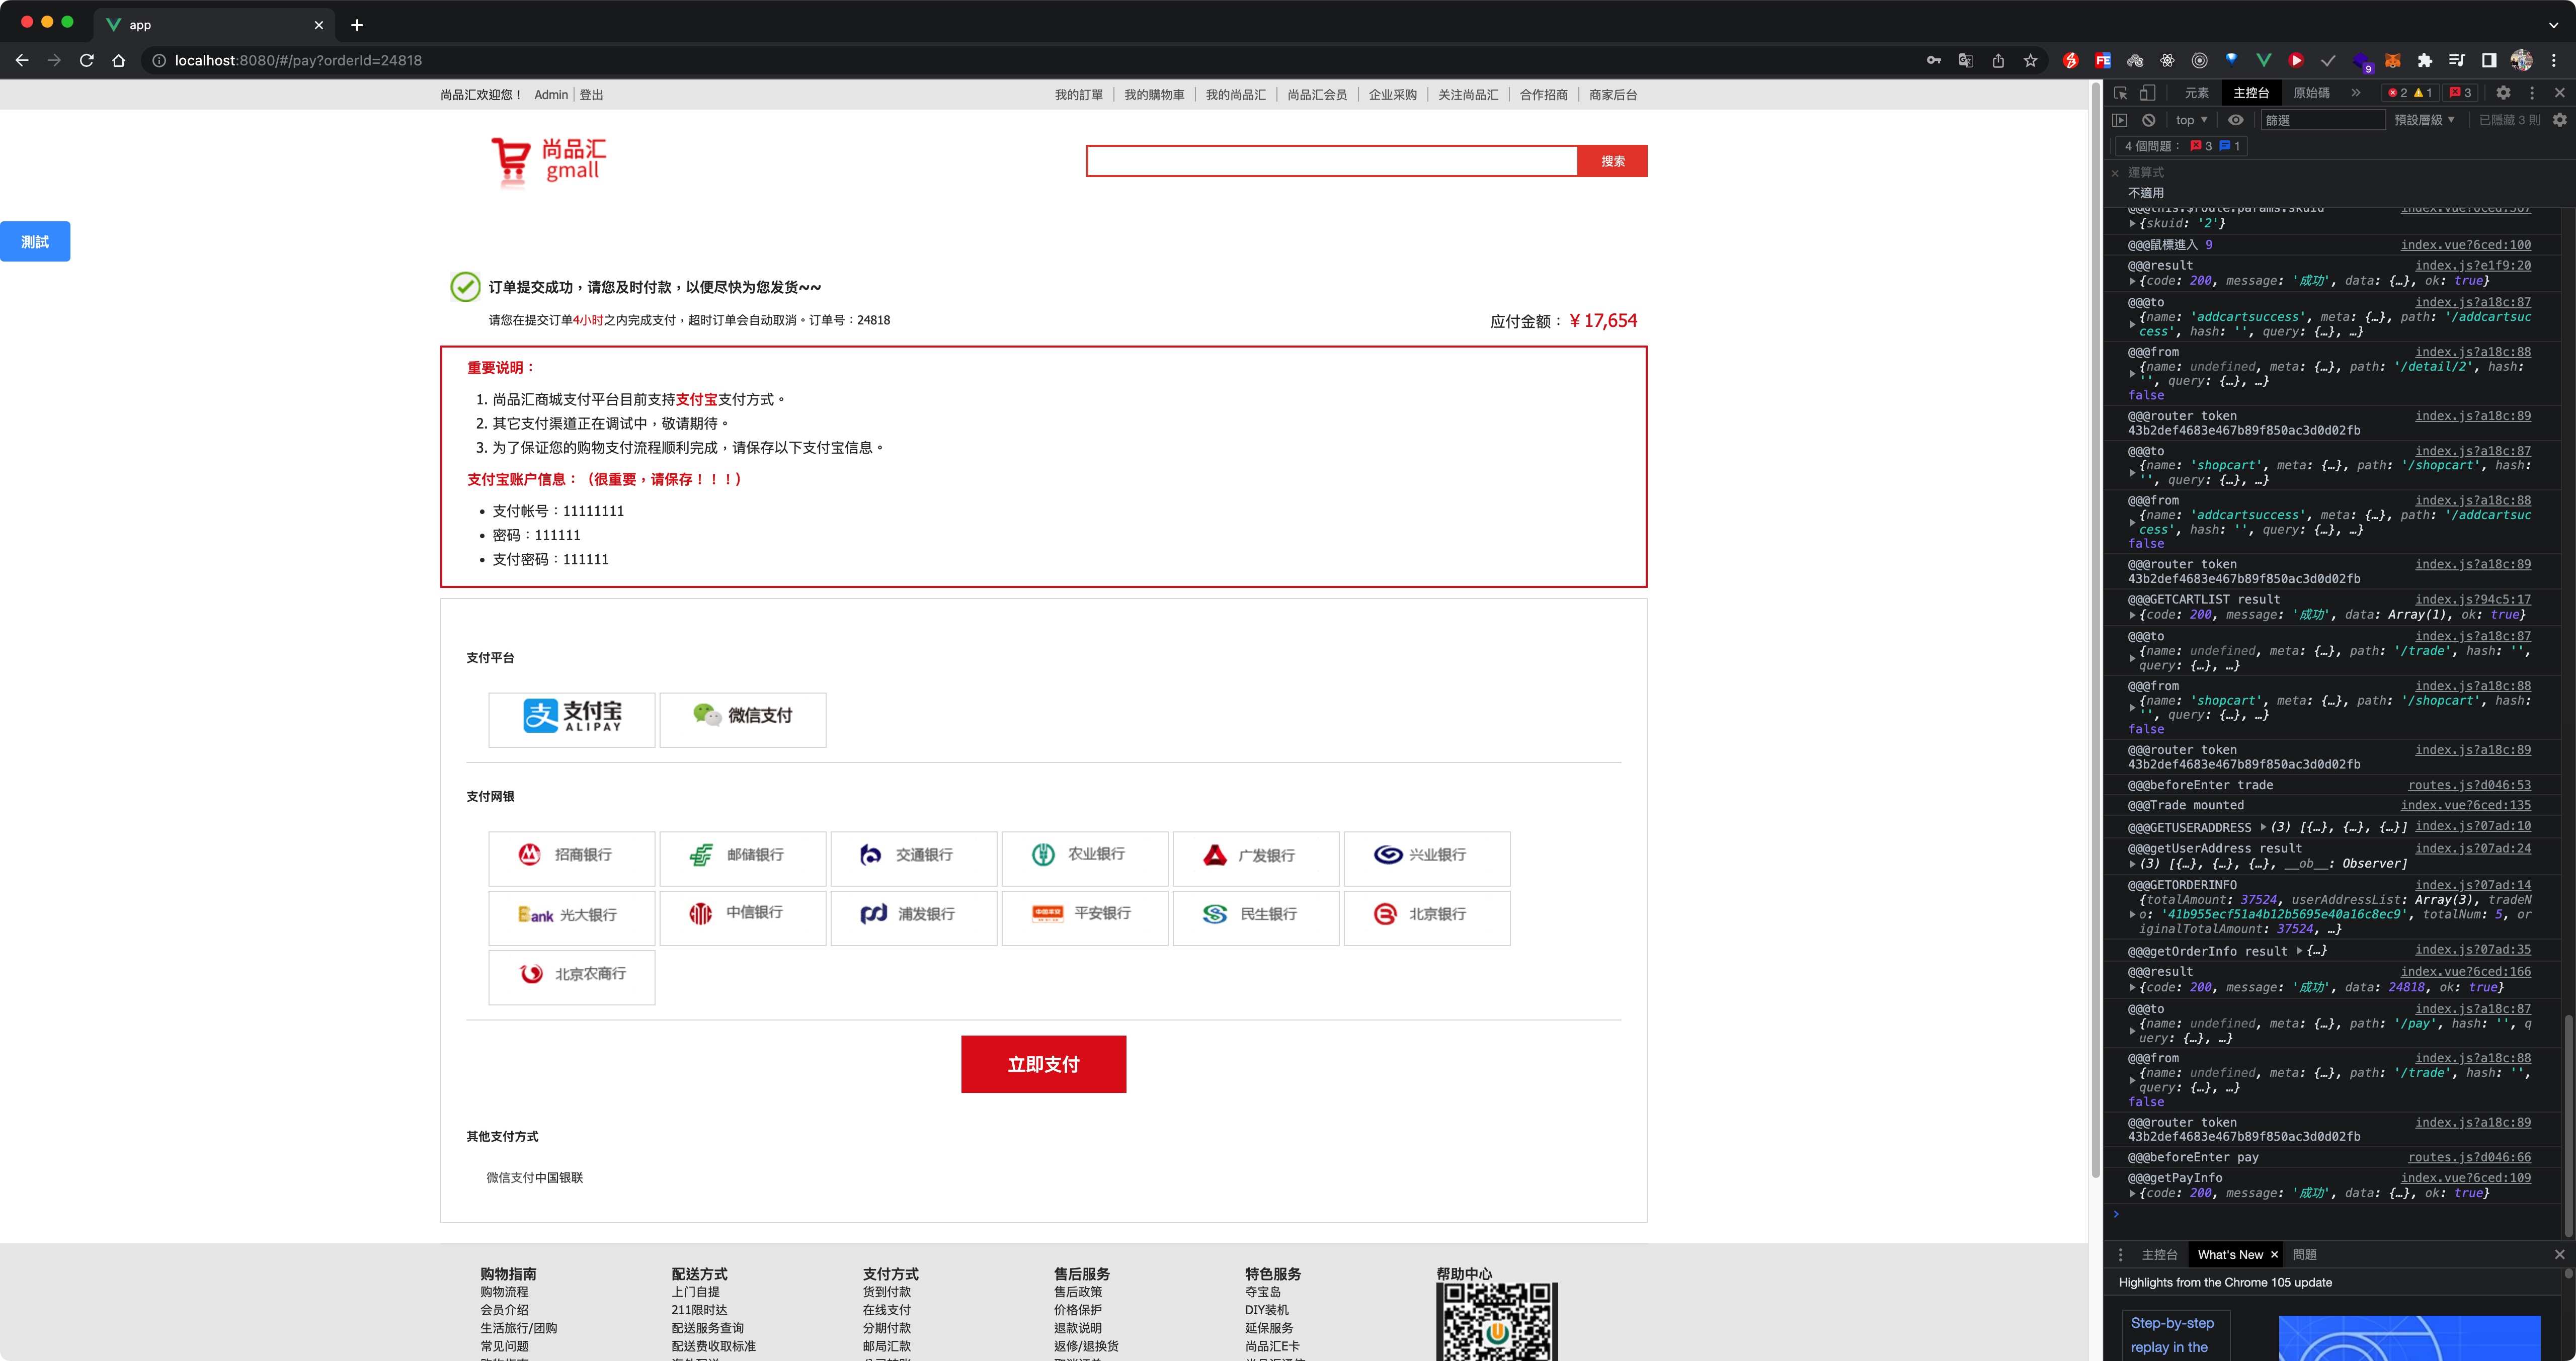 app
localhost:8080/#/pay?orderId=24818
9
尚品汇欢迎您！ Admin 登出
我的訂單 我的購物車 我的尚品汇 尚品汇会员 企业采购 关注尚品汇 合作招商 商家后台
尚品汇
gmall
搜索
測試
订单提交成功，请您及时付款，以便尽快为您发货~~
请您在提交订单4小时之内完成支付，超时订单会自动取消。订单号：24818
应付金额：￥17,654
重要说明：
1. 尚品汇商城支付平台目前支持支付宝支付方式。
2. 其它支付渠道正在调试中，敬请期待。
3. 为了保证您的购物支付流程顺利完成，请保存以下支付宝信息。
支付宝账户信息：（很重要，请保存！！！）
支付帐号：11111111
密码：111111
支付密码：111111
支付平台
支付宝
ALIPAY
微信支付
支付网银
招商银行 邮储银行 交通银行 农业银行 广发银行 兴业银行
Bank 光大银行 中信银行 浦发银行 平安银行 民生银行 北京银行
北京农商行
立即支付
其他支付方式
微信支付中国银联
购物指南 配送方式 支付方式 售后服务 特色服务 帮助中心
购物流程 上门自提 货到付款 售后政策 夺宝岛
会员介绍 211限时达 在线支付 价格保护 DIY装机
生活旅行/团购 配送服务查询 分期付款 退款说明 延保服务
常见问题 配送费收取标准 邮局汇款 返修/退换货 尚品汇E卡
元素 主控台 原始碼 » 2 1 3
top 篩選 預設層級 已隱藏 3 則
4 個問題： 3 1
運算式
不適用
@@@this.$route.params.skuid index.vue?6ced:567
{skuid: '2'}
@@@鼠標進入 9 index.vue?6ced:100
@@@result index.js?e1f9:20
{code: 200, message: '成功', data: {…}, ok: true}
@@@to index.js?a18c:87
{name: 'addcartsuccess', meta: {…}, path: '/addcartsuc
cess', hash: '', query: {…}, …}
@@@from index.js?a18c:88
{name: undefined, meta: {…}, path: '/detail/2', hash:
'', query: {…}, …}
false
@@@router token index.js?a18c:89
43b2def4683e467b89f850ac3d0d02fb
@@@to index.js?a18c:87
{name: 'shopcart', meta: {…}, path: '/shopcart', hash:
'', query: {…}, …}
@@@from index.js?a18c:88
{name: 'addcartsuccess', meta: {…}, path: '/addcartsuc
cess', hash: '', query: {…}, …}
false
@@@router token index.js?a18c:89
43b2def4683e467b89f850ac3d0d02fb
@@@GETCARTLIST result index.js?94c5:17
{code: 200, message: '成功', data: Array(1), ok: true}
@@@to index.js?a18c:87
{name: undefined, meta: {…}, path: '/trade', hash: '',
query: {…}, …}
@@@from index.js?a18c:88
{name: 'shopcart', meta: {…}, path: '/shopcart', hash:
'', query: {…}, …}
false
@@@router token index.js?a18c:89
43b2def4683e467b89f850ac3d0d02fb
@@@beforeEnter trade routes.js?d046:53
@@@Trade mounted index.vue?6ced:135
@@@GETUSERADDRESS (3) [{…}, {…}, {…}] index.js?07ad:10
@@@getUserAddress result index.js?07ad:24
(3) [{…}, {…}, {…}, __ob__: Observer]
@@@GETORDERINFO index.js?07ad:14
{totalAmount: 37524, userAddressList: Array(3), tradeN
o: '41b955ecf51a4b12b5695e40a16c8ec9', totalNum: 5, or
iginalTotalAmount: 37524, …}
@@@getOrderInfo result {…} index.js?07ad:35
@@@result index.vue?6ced:166
{code: 200, message: '成功', data: 24818, ok: true}
@@@to index.js?a18c:87
{name: undefined, meta: {…}, path: '/pay', hash: '', q
uery: {…}, …}
@@@from index.js?a18c:88
{name: undefined, meta: {…}, path: '/trade', hash: '',
query: {…}, …}
false
@@@router token index.js?a18c:89
43b2def4683e467b89f850ac3d0d02fb
@@@beforeEnter pay routes.js?d046:66
@@@getPayInfo index.vue?6ced:109
{code: 200, message: '成功', data: {…}, ok: true}
主控台 What's New 問題
Highlights from the Chrome 105 update
Step-by-step
replay in the